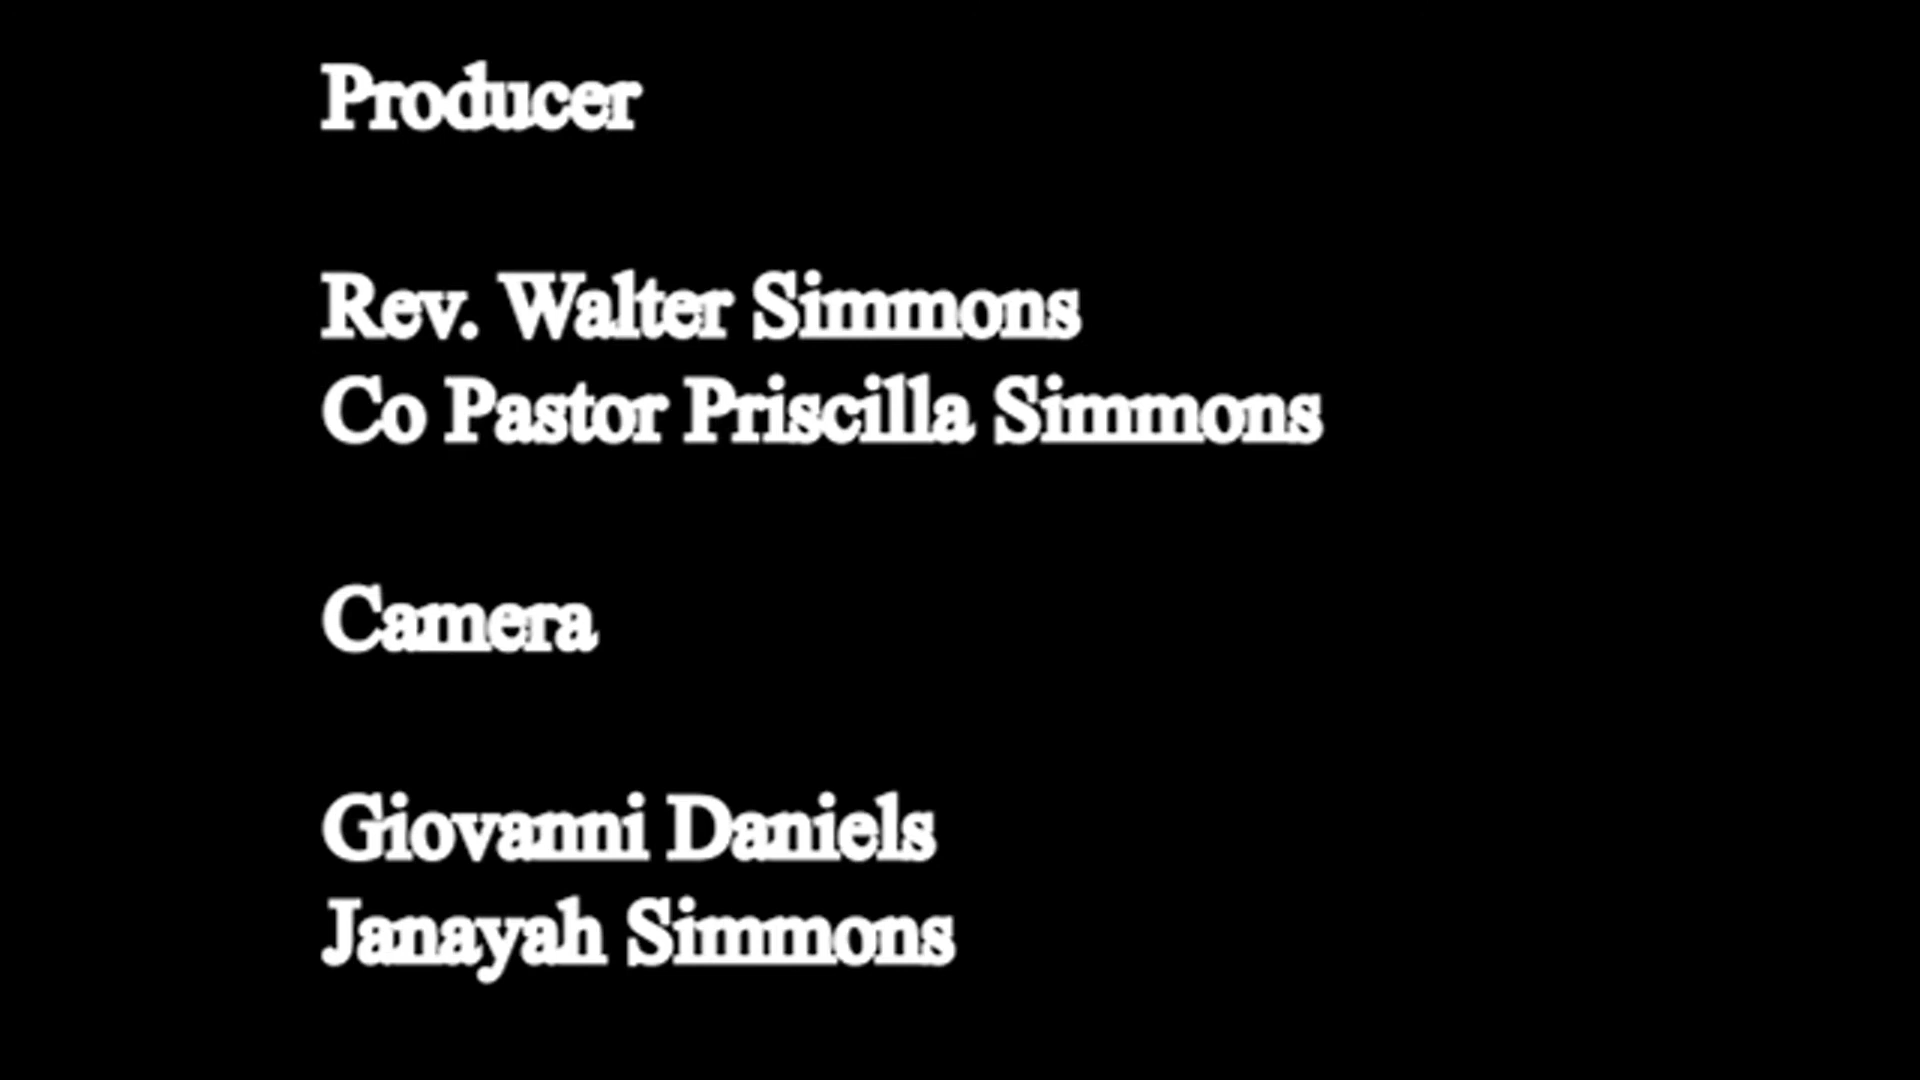 Producer
Rev. Walter Simmons
Co Pastor Priscilla Simmons
Camera
Giovanni Daniels
Janayah Simmons